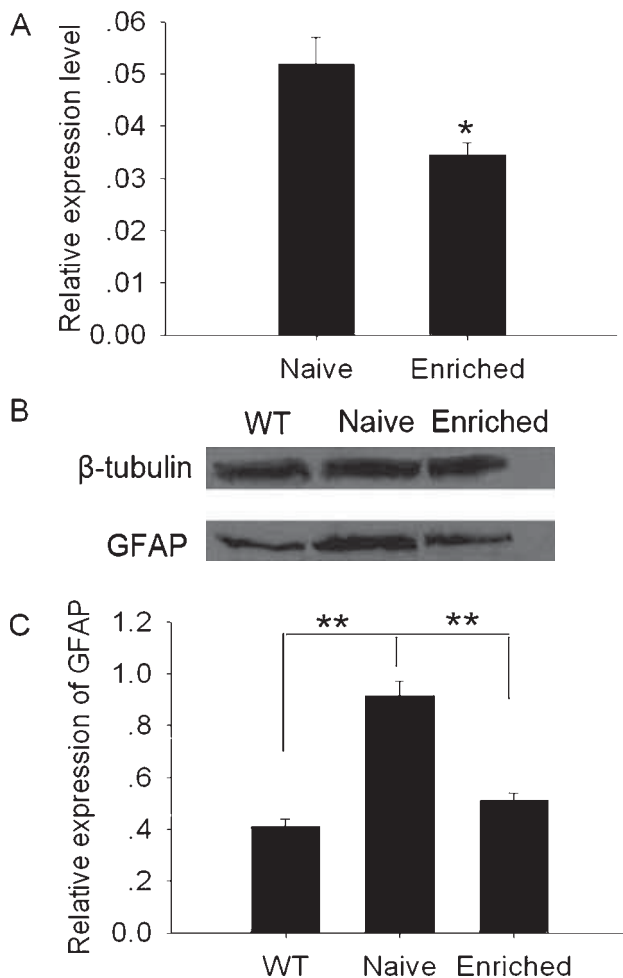 A
Relative expression level
.06
.05
.04
.03
.02
.01
0.00
*
Naive Enriched
B
WT Naive Enriched
β-tubulin
GFAP
C
Relative expression of GFAP
1.2
1.0
.8
.6
.4
.2
0.0
** **
WT Naive Enriched